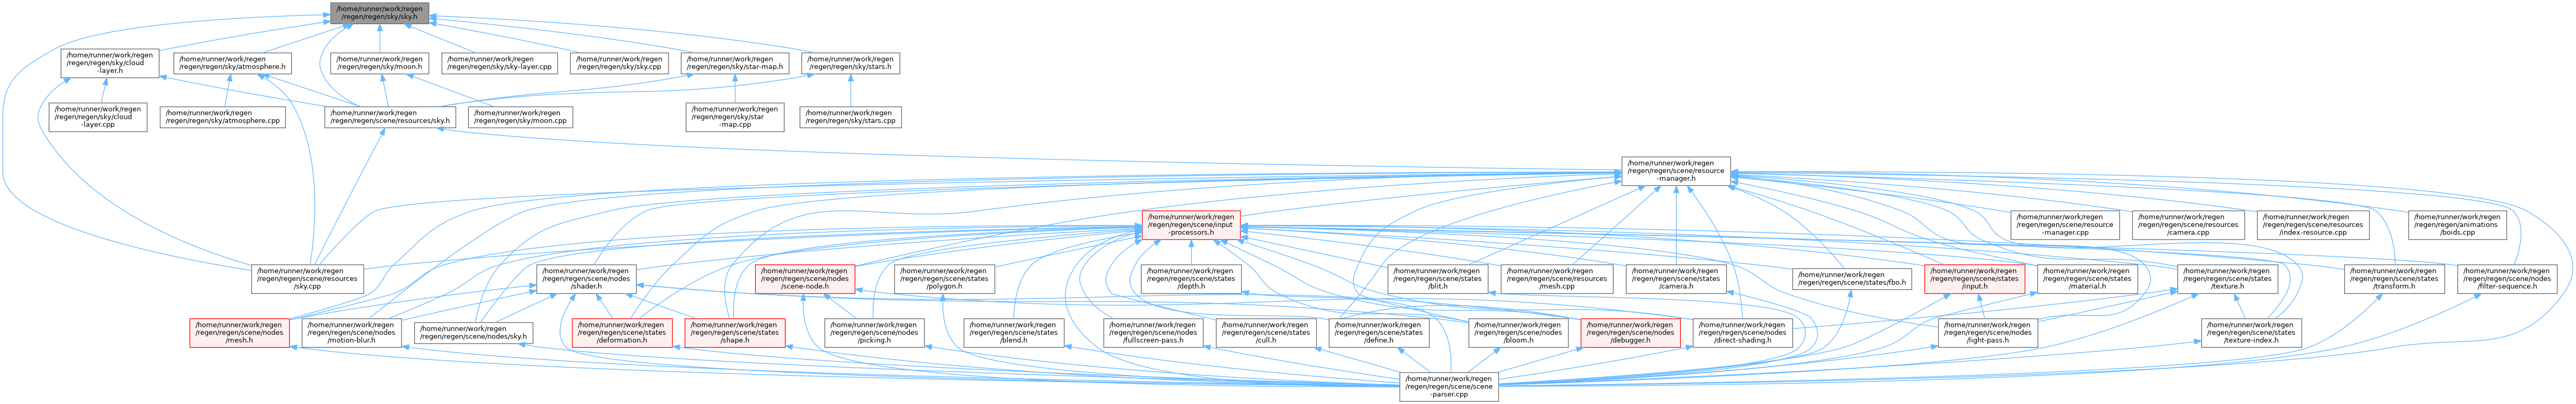 /home/runner/work/regen
/regen/regen/sky/sky.h
/home/runner/work/regen
/regen/regen/sky/cloud
-layer.h
/home/runner/work/regen
/regen/regen/sky/atmosphere.h
/home/runner/work/regen
/regen/regen/sky/moon.h
/home/runner/work/regen
/regen/regen/sky/sky-layer.cpp
/home/runner/work/regen
/regen/regen/sky/sky.cpp
/home/runner/work/regen
/regen/regen/sky/star-map.h
/home/runner/work/regen
/regen/regen/sky/stars.h
/home/runner/work/regen
/regen/regen/sky/cloud
-layer.cpp
/home/runner/work/regen
/regen/regen/sky/atmosphere.cpp
/home/runner/work/regen
/regen/regen/scene/resources/sky.h
/home/runner/work/regen
/regen/regen/sky/moon.cpp
/home/runner/work/regen
/regen/regen/sky/star
-map.cpp
/home/runner/work/regen
/regen/regen/sky/stars.cpp
/home/runner/work/regen
/regen/regen/scene/resource
-manager.h
/home/runner/work/regen
/regen/regen/scene/input
-processors.h
/home/runner/work/regen
/regen/regen/scene/resource
-manager.cpp
/home/runner/work/regen
/regen/regen/scene/resources
/camera.cpp
/home/runner/work/regen
/regen/regen/scene/resources
/index-resource.cpp
/home/runner/work/regen
/regen/regen/animations
/boids.cpp
/home/runner/work/regen
/regen/regen/scene/resources
/sky.cpp
/home/runner/work/regen
/regen/regen/scene/nodes
/shader.h
/home/runner/work/regen
/regen/regen/scene/nodes
/scene-node.h
/home/runner/work/regen
/regen/regen/scene/states
/polygon.h
/home/runner/work/regen
/regen/regen/scene/states
/depth.h
/home/runner/work/regen
/regen/regen/scene/states
/blit.h
/home/runner/work/regen
/regen/regen/scene/resources
/mesh.cpp
/home/runner/work/regen
/regen/regen/scene/states
/camera.h
/home/runner/work/regen
/regen/regen/scene/states/fbo.h
/home/runner/work/regen
/regen/regen/scene/states
/input.h
/home/runner/work/regen
/regen/regen/scene/states
/material.h
/home/runner/work/regen
/regen/regen/scene/states
/texture.h
/home/runner/work/regen
/regen/regen/scene/states
/transform.h
/home/runner/work/regen
/regen/regen/scene/nodes
/filter-sequence.h
/home/runner/work/regen
/regen/regen/scene/nodes
/mesh.h
/home/runner/work/regen
/regen/regen/scene/nodes
/motion-blur.h
/home/runner/work/regen
/regen/regen/scene/nodes/sky.h
/home/runner/work/regen
/regen/regen/scene/states
/deformation.h
/home/runner/work/regen
/regen/regen/scene/states
/shape.h
/home/runner/work/regen
/regen/regen/scene/nodes
/picking.h
/home/runner/work/regen
/regen/regen/scene/states
/blend.h
/home/runner/work/regen
/regen/regen/scene/nodes
/fullscreen-pass.h
/home/runner/work/regen
/regen/regen/scene/states
/cull.h
/home/runner/work/regen
/regen/regen/scene/states
/define.h
/home/runner/work/regen
/regen/regen/scene/nodes
/bloom.h
/home/runner/work/regen
/regen/regen/scene/nodes
/debugger.h
/home/runner/work/regen
/regen/regen/scene/nodes
/direct-shading.h
/home/runner/work/regen
/regen/regen/scene/nodes
/light-pass.h
/home/runner/work/regen
/regen/regen/scene/states
/texture-index.h
/home/runner/work/regen
/regen/regen/scene/scene
-parser.cpp